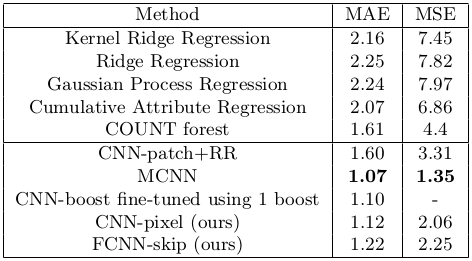 Method MAE MSE
Kernel Ridge Regression 2.16 7.45
Ridge Regression 2.25 7.82
Gaussian Process Regression 2.24 7.97
Cumulative Attribute Regression 2.07 6.86
COUNT forest 1.61 4.4
CNN-patch+RR 1.60 3.31
MCNN 1.07 1.35
CNN-boost fine-tuned using 1 boost 1.10 -
CNN-pixel (ours) 1.12 2.06
FCNN-skip (ours) 1.22 2.25